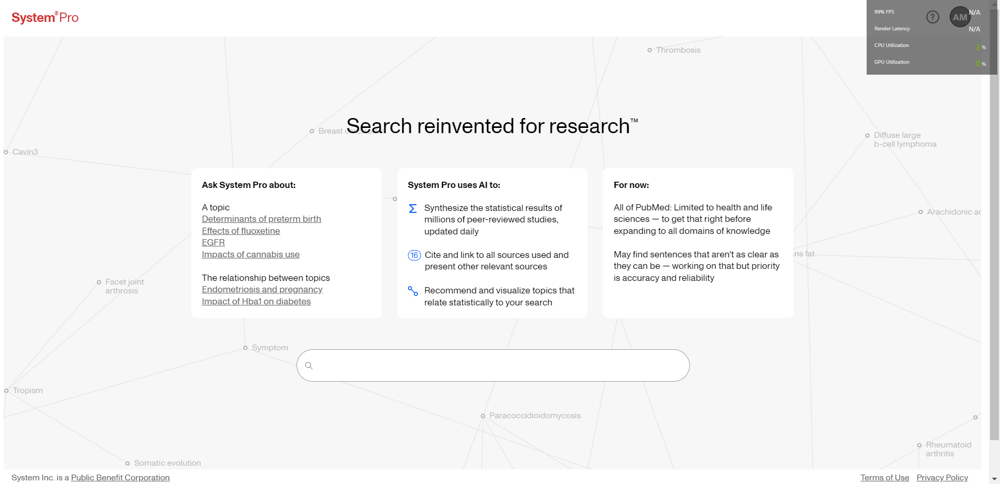 System® Pro
99% FPS N/A
Render Latency N/A
CPU Utilization 2 %
GPU Utilization 0 %
?
AM
Thrombosis
Search reinvented for research™
Breast
Diffuse large
b-cell lymphoma
Cavin3
Ask System Pro about:
A topic
Determinants of preterm birth
Effects of fluoxetine
EGFR
Impacts of cannabis use
The relationship between topics
Endometriosis and pregnancy
Impact of Hba1 on diabetes
System Pro uses AI to:
Σ Synthesize the statistical results of
millions of peer-reviewed studies,
updated daily
16 Cite and link to all sources used and
present other relevant sources
Recommend and visualize topics that
relate statistically to your search
For now:
All of PubMed: Limited to health and life
sciences — to get that right before
expanding to all domains of knowledge
May find sentences that aren't as clear as
they can be — working on that but priority
is accuracy and reliability
Arachidonic ac
ns fat
Facet joint
arthrosis
Symptom
Tropism
Paracoccidioidomycosis
Rheumatoid
arthritis
Somatic evolution
System Inc. is a Public Benefit Corporation
Terms of Use Privacy Policy